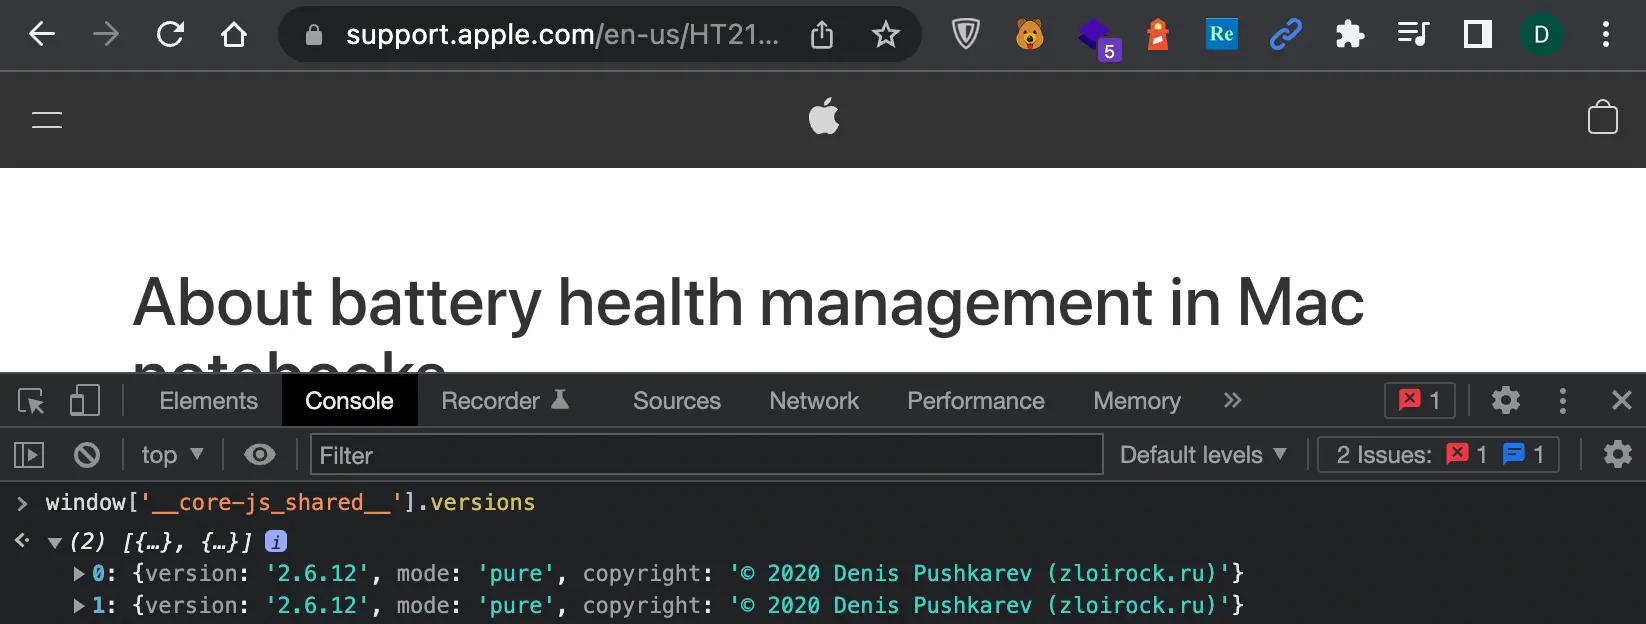 support.apple.com/en-us/HT21...
5
Re
D
About battery health management in Mac
notebooks
Elements Console Recorder Sources Network Performance Memory » 1
top ▼ Filter Default levels ▼ 2 Issues: 1 1
> window['__core-js_shared__'].versions
▼(2) [{…}, {…}] i
▶0: {version: '2.6.12', mode: 'pure', copyright: '© 2020 Denis Pushkarev (zloirock.ru)'}
▶1: {version: '2.6.12', mode: 'pure', copyright: '© 2020 Denis Pushkarev (zloirock.ru)'}